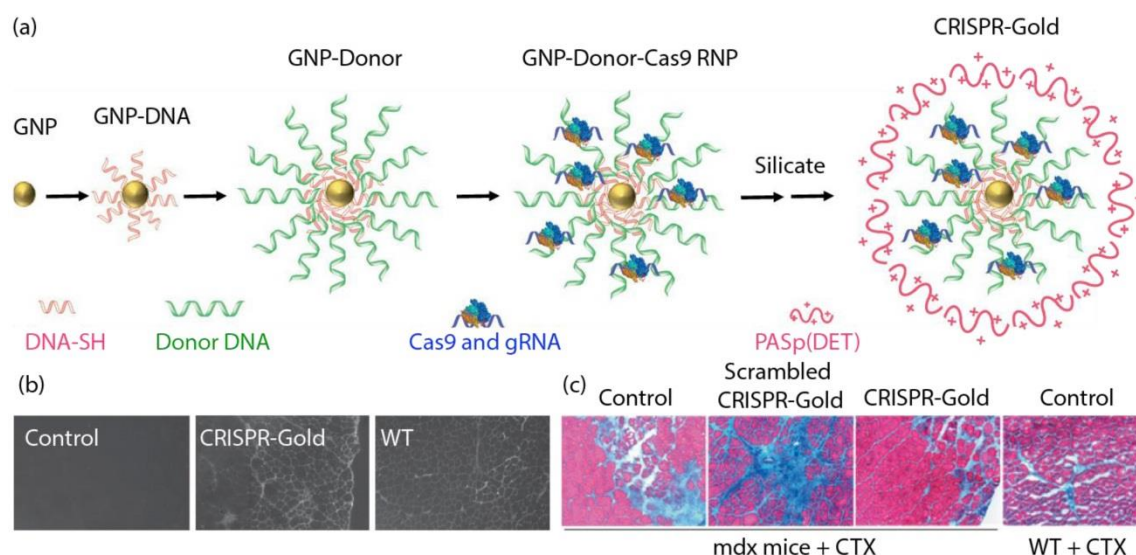 (a)
GNP
GNP-DNA
GNP-Donor
GNP-Donor-Cas9 RNP
Silicate
CRISPR-Gold
DNA-SH
Donor DNA
Cas9 and gRNA
PASp(DET)
(b)
Control
CRISPR-Gold
WT
(c)
Control
Scrambled
CRISPR-Gold
CRISPR-Gold
Control
mdx mice + CTX
WT + CTX